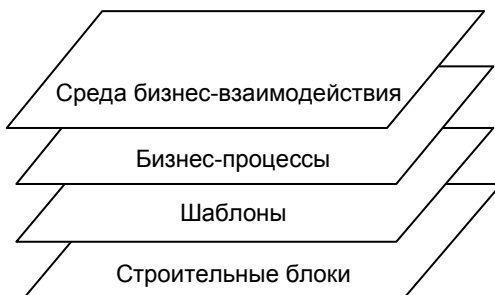 Среда бизнес-взаимодействия
Бизнес-процессы
Шаблоны
Строительные блоки